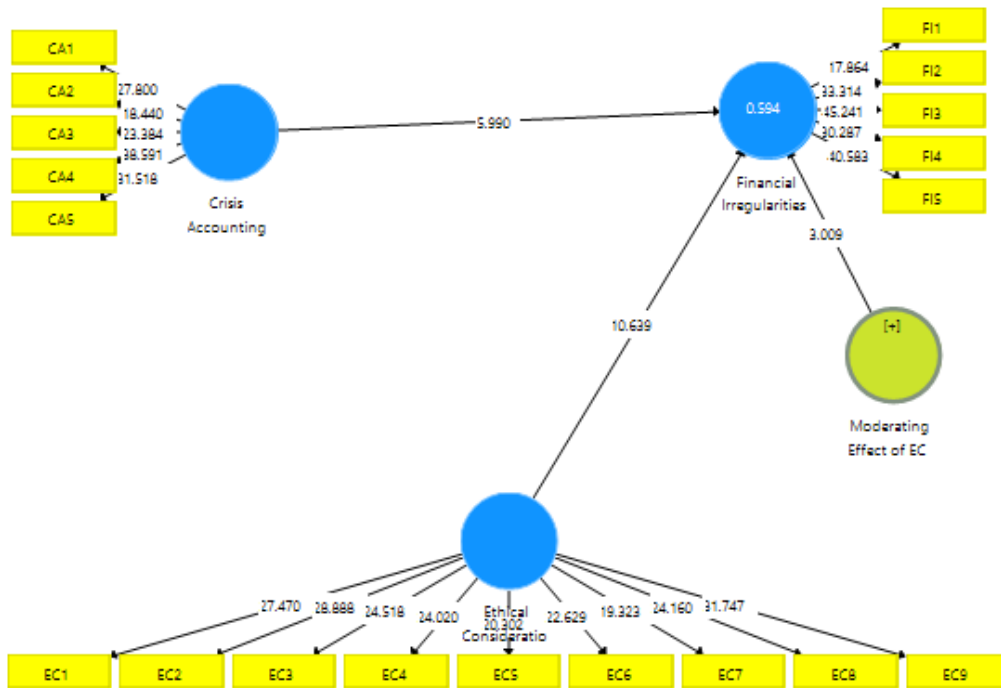 CA1
CA2
CA3
CA4
CA5
27.800
18.440
23.384
38.591
31.518
Crisis
Accounting
5.990
0.594
Financial
Irregularities
17.864
33.314
45.241
30.287
40.583
FI1
FI2
FI3
FI4
FI5
3.009
[+]
Moderating
Effect of EC
10.639
Ethical
Consideratio
27.470
28.888
24.518
24.020
20.302
22.629
19.323
24.160
31.747
EC1
EC2
EC3
EC4
EC5
EC6
EC7
EC8
EC9